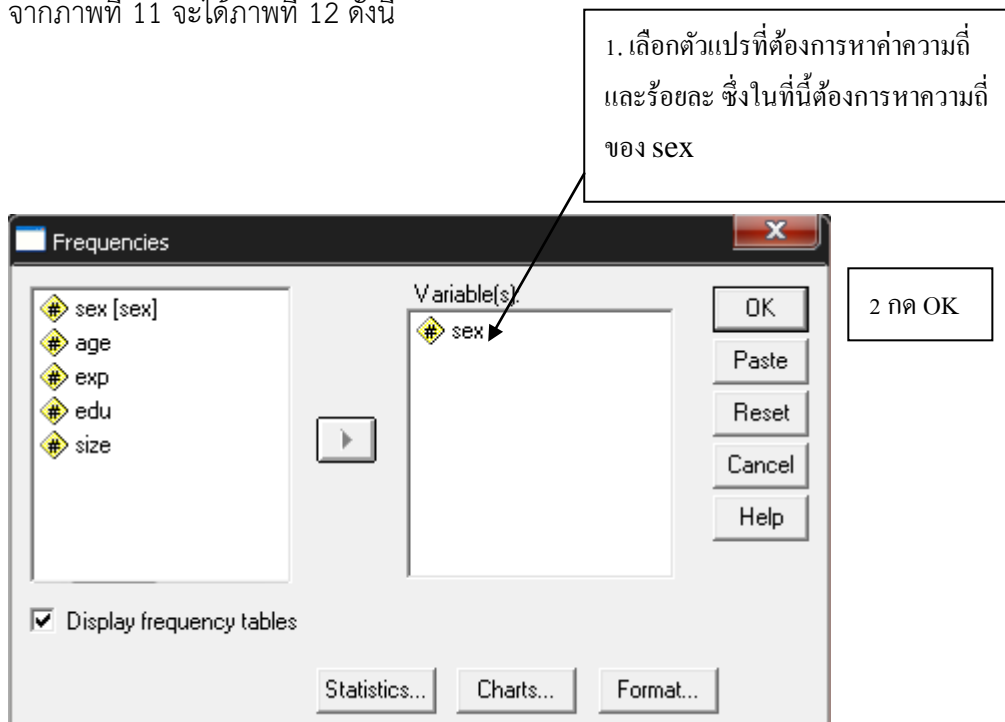 จากภาพที่ 11 จะได้ภาพที่ 12 ดังนี้
1. เลือกตัวแปรที่ต้องการหาค่าความถี่
และร้อยละ ซึ่งในที่นี้ต้องการหาความถี่
ของ sex
Frequencies
sex [sex]
age
exp
edu
size
Variable(s):
sex
OK
Paste
Reset
Cancel
Help
2 กด OK
Display frequency tables
Statistics...
Charts...
Format...